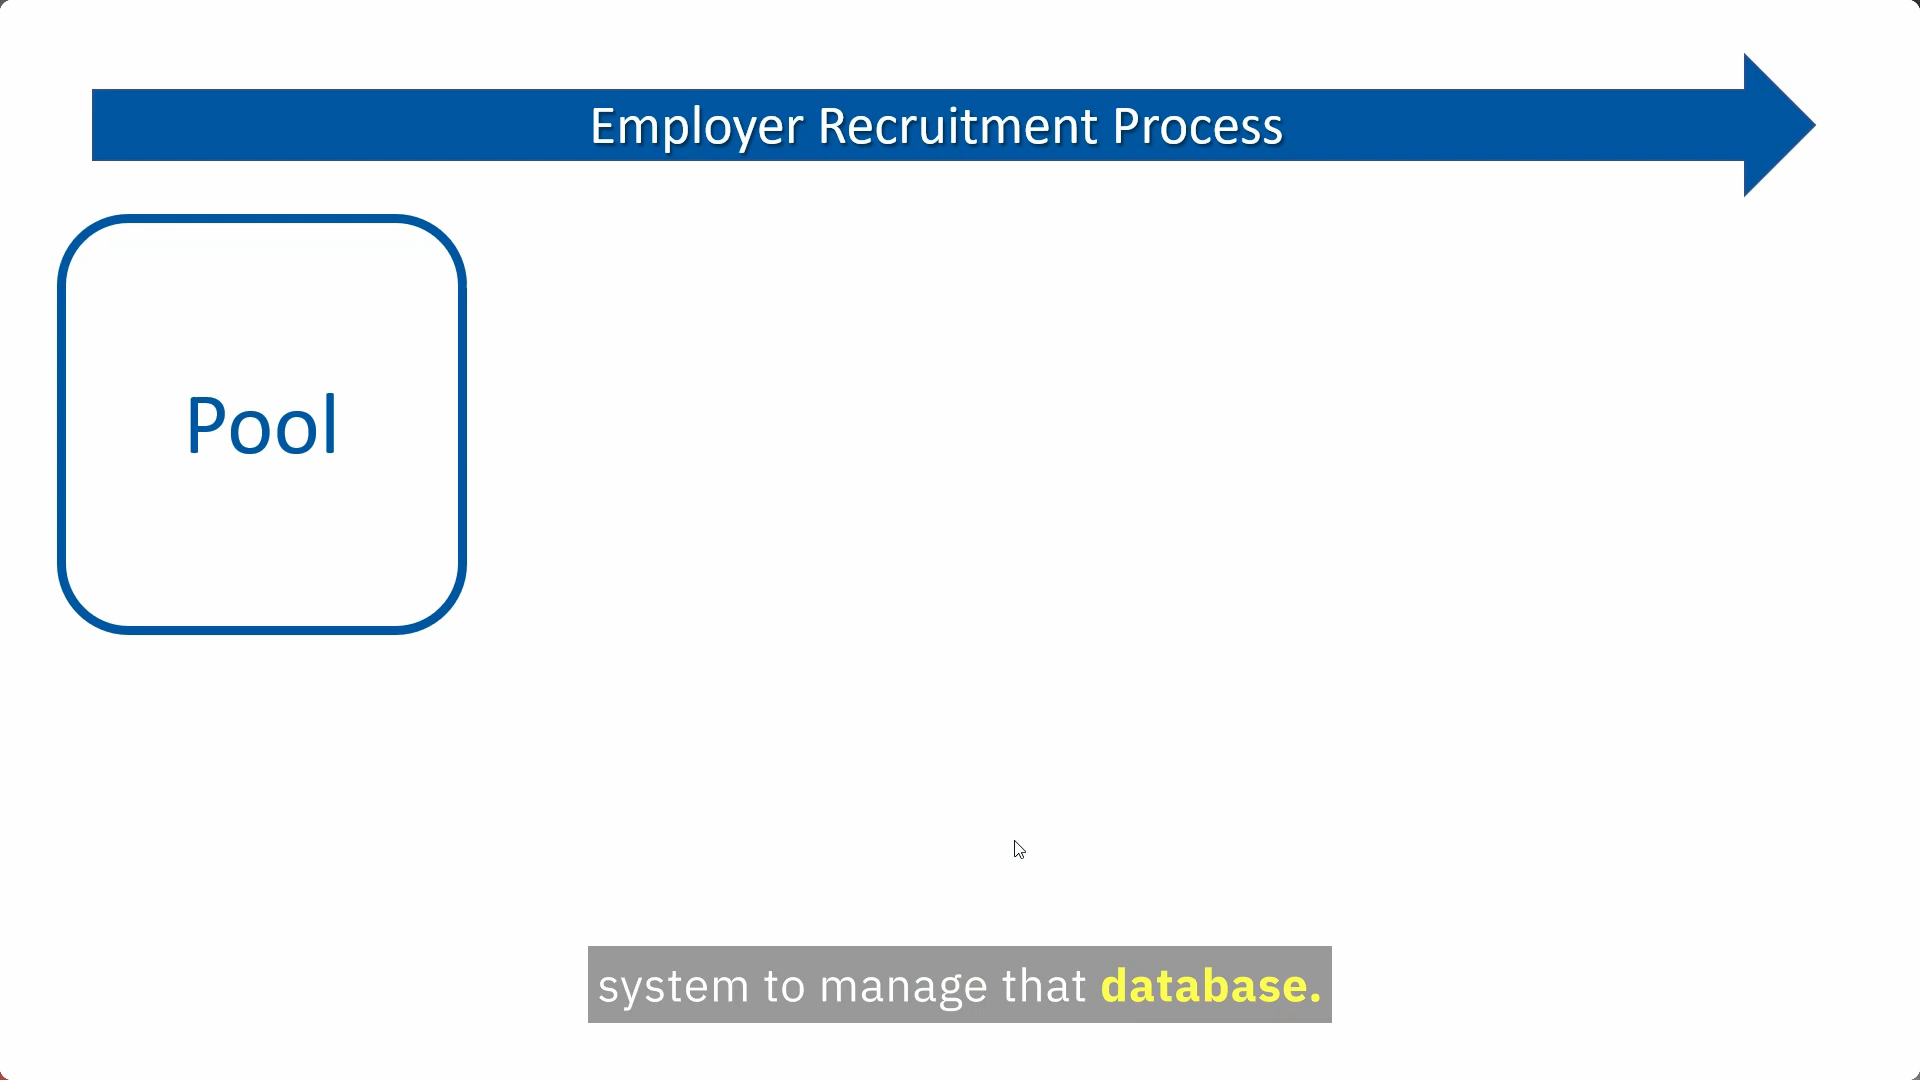 Employer Recruitment Process
Pool
system to manage that database.